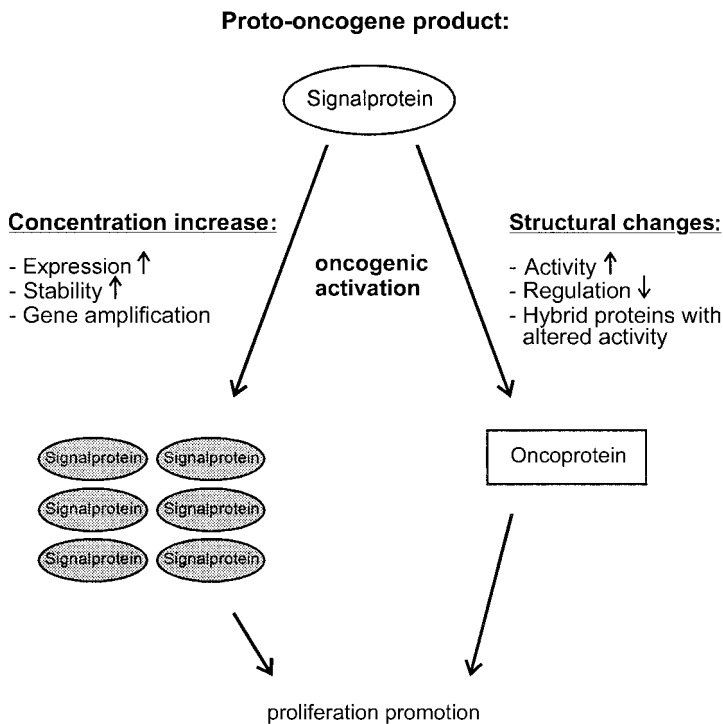 Proto-oncogene product:
Signalprotein
Concentration increase:
- Expression ↑
- Stability ↑
- Gene amplification
oncogenic
activation
Structural changes:
- Activity ↑
- Regulation ↓
- Hybrid proteins with
altered activity
Signalprotein Signalprotein
Signalprotein Signalprotein
Signalprotein Signalprotein
Oncoprotein
proliferation promotion